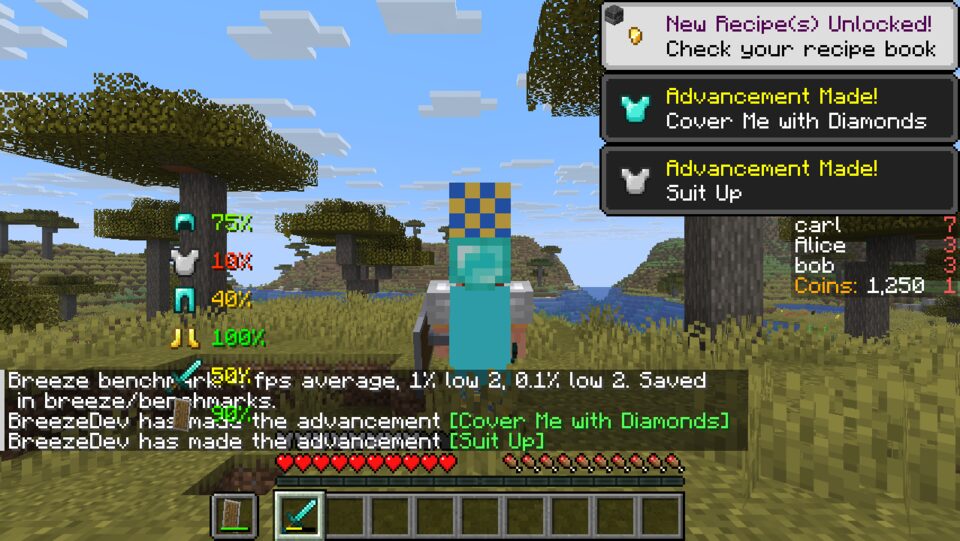 New Recipe(s) Unlocked!
Check your recipe book
Advancement Made!
Cover Me with Diamonds
Advancement Made!
Suit Up
carl 7
Alice 3
bob 3
Coins: 1,250 1
75%
10%
40%
100%
50%
90%
Breeze benchmark: fps average, 1% low 2, 0.1% low 2. Saved
in breeze/benchmarks.
BreezeDev has made the advancement [Cover Me with Diamonds]
BreezeDev has made the advancement [Suit Up]